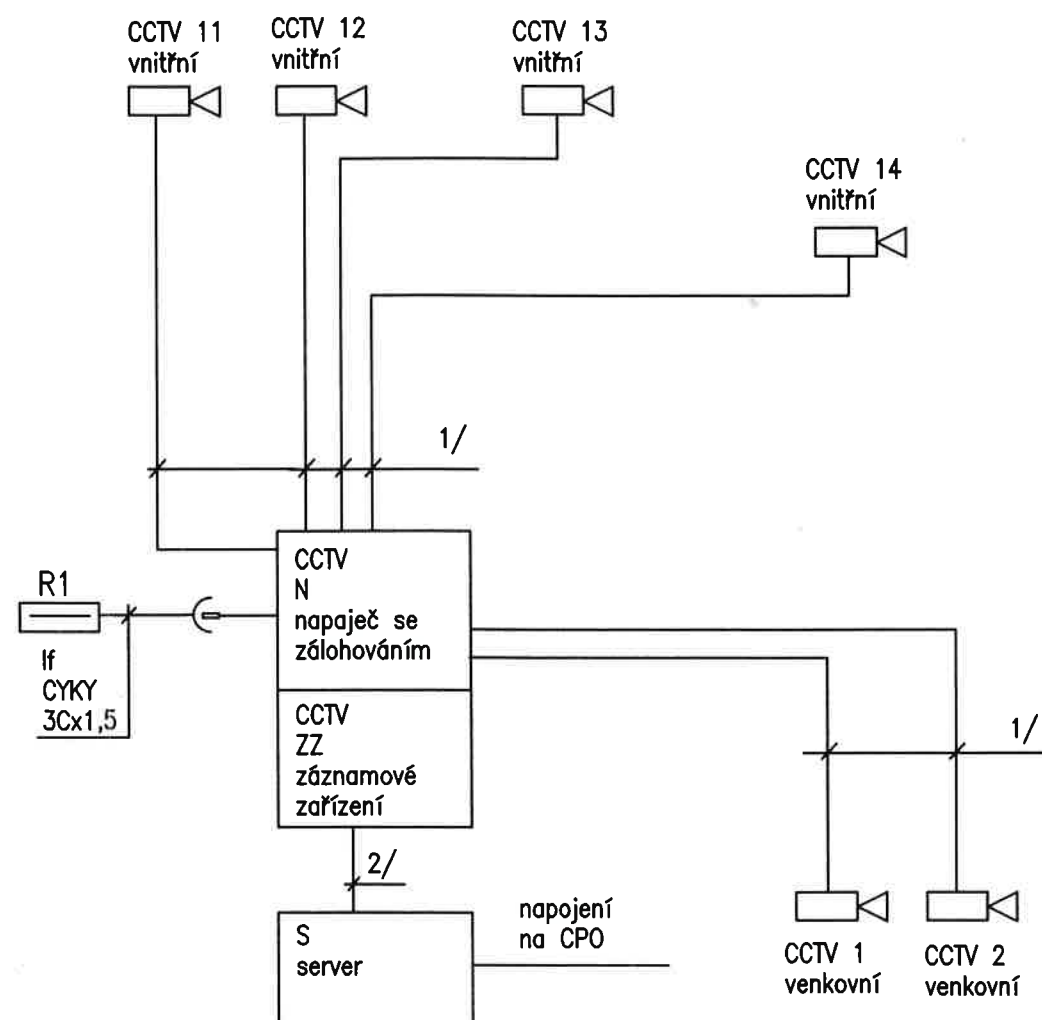 CCTV 11
vnitřní
CCTV 12
vnitřní
CCTV 13
vnitřní
CCTV 14
vnitřní
1/
CCTV
N
napaječ se
zálohováním
R1
lf
CYKY
3Cx1,5
CCTV
ZZ
záznamové
zařízení
1/
2/
S
server
napojení
na CPO
CCTV 1
venkovní
CCTV 2
venkovní